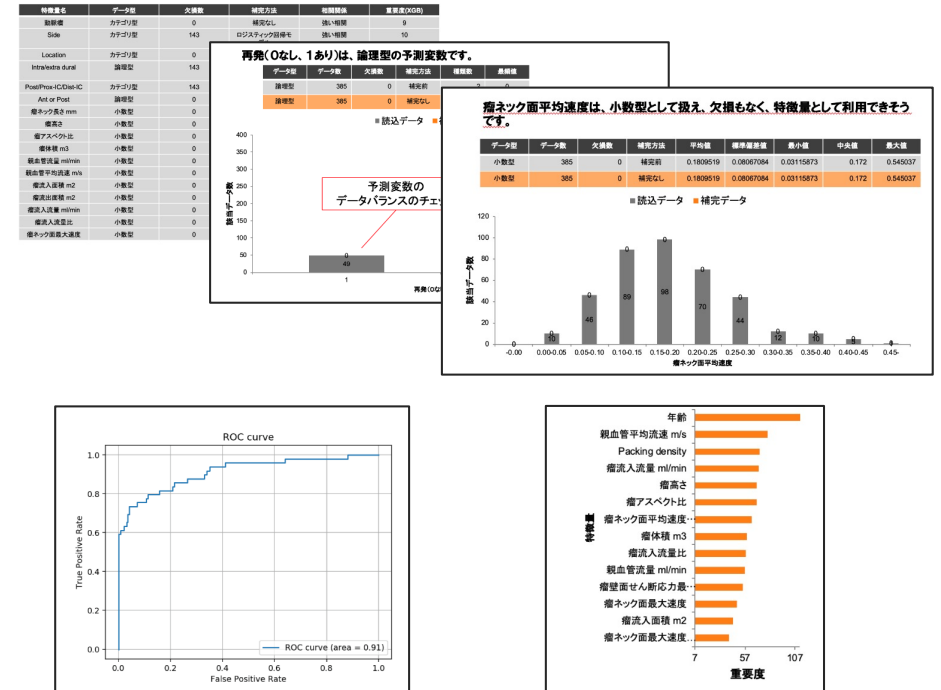 特徴量名 データ型 欠損数 補完方法 相関関係 重要度(XGB)
動脈瘤 カテゴリ型 0 補完なし 強い相関 9
Side カテゴリ型 143 ロジスティック回帰モ 強い相関 10
Location カテゴリ型 0
Intra/extra dural 論理型 143
Post/Prox-IC/Dist-IC カテゴリ型 143
Ant or Post 論理型 0
瘤ネック長さ mm 小数型 0
瘤高さ 小数型 0
瘤アスペクト比 小数型 0
瘤体積 m3 小数型 0
親血管流量 ml/min 小数型 0
親血管平均流速 m/s 小数型 0
瘤流入面積 m2 小数型 0
瘤流出面積 m2 小数型 0
瘤流入流量 ml/min 小数型 0
瘤流入流量比 小数型 0
瘤ネック面最大速度 小数型 0
再発(0なし、1あり)は、論理型の予測変数です。
データ型 データ数 欠損数 補完方法 種類数 最頻値
論理型 385 0 補完前 2 0
論理型 385 0 補完なし
読込データ
該当データ数
400
350
300
250
200
150
100
50
0
予測変数の
データバランスのチェッ
0
49
1
再発(0な
瘤ネック面平均速度は、小数型として扱え、欠損もなく、特徴量として利用できそう
です。
データ型 データ数 欠損数 補完方法 平均値 標準偏差値 最小値 中央値 最大値
小数型 385 0 補完前 0.1809519 0.08067084 0.03115873 0.172 0.545037
小数型 385 0 補完なし 0.1809519 0.08067084 0.03115873 0.172 0.545037
読込データ 補完データ
該当データ数
120
100
80
60
40
20
0
0 0 0 0 0 0 0 0 0 0
10 46 89 98 70 44 12 10
-0.00 0.00-0.05 0.05-0.10 0.10-0.15 0.15-0.20 0.20-0.25 0.25-0.30 0.30-0.35 0.35-0.40 0.40-0.45 0.45-
瘤ネック面平均速度
ROC curve
True Positive Rate
1.0
0.8
0.6
0.4
0.2
0.0
ROC curve (area = 0.91)
0.0 0.2 0.4 0.6 0.8 1.0
False Positive Rate
特徴量
年齢
親血管平均流速 m/s
Packing density
瘤流入流量 ml/min
瘤高さ
瘤アスペクト比
瘤ネック面平均速度…
瘤体積 m3
瘤流入流量比
親血管流量 ml/min
瘤壁面せん断応力最…
瘤ネック面最大速度
瘤流入面積 m2
瘤ネック面最大速度…
7 57 107
重要度